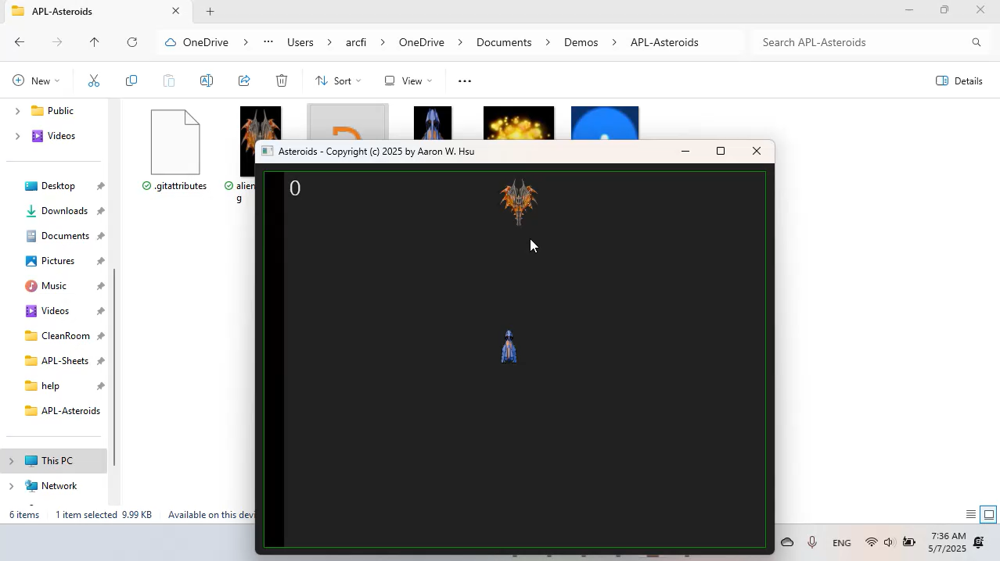 APL-Asteroids
OneDrive
Users
arcfi
OneDrive
Documents
Demos
APL-Asteroids
Search APL-Asteroids
New
Sort
View
Details
Public
Videos
Desktop
Downloads
Documents
Pictures
Music
Videos
CleanRoom
APL-Sheets
help
APL-Asteroids
This PC
Network
.gitattributes
alien
g
Asteroids - Copyright (c) 2025 by Aaron W. Hsu
0
6 items
1 item selected 9.99 KB
Available on this devi
ENG
7:36 AM
5/7/2025